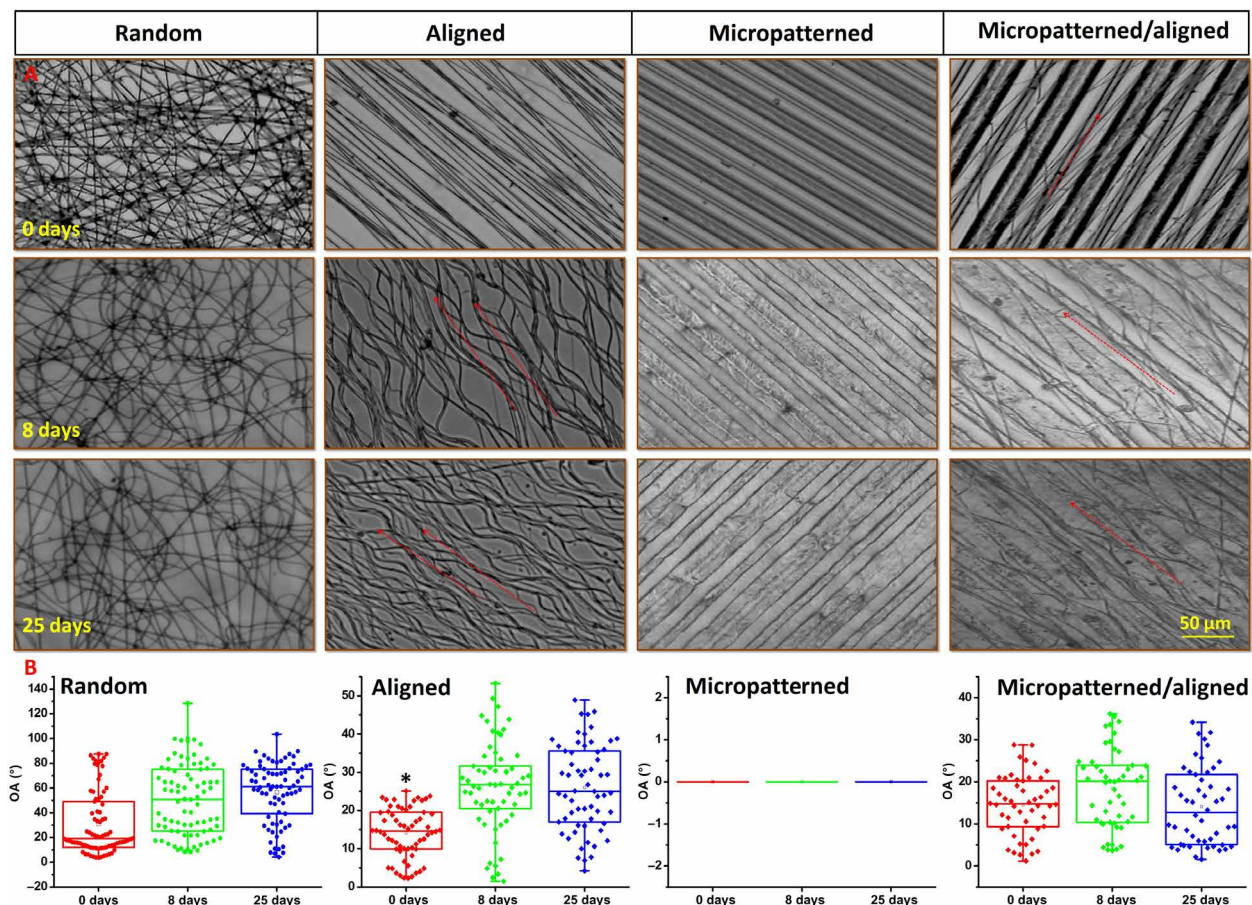 Random Aligned Micropatterned Micropatterned/aligned
A
0 days
8 days
25 days
50 µm
B
Random
OA (°)
140
120
100
80
60
40
20
0
−20
0 days 8 days 25 days
Aligned
OA (°)
50
40
30
20
10
0
*
0 days 8 days 25 days
Micropatterned
OA (°)
2
1
0
−1
−2
0 days 8 days 25 days
Micropatterned/aligned
OA (°)
40
30
20
10
0
0 days 8 days 25 days